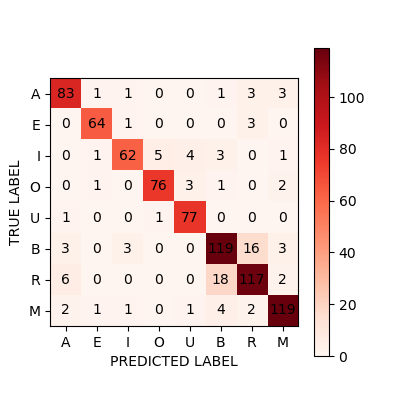 A 83 1 1 0 0 1 3 3
E 0 64 1 0 0 0 3 0
I 0 1 62 5 4 3 0 1
O 0 1 0 76 3 1 0 2
U 1 0 0 1 77 0 0 0
B 3 0 3 0 0 119 16 3
R 6 0 0 0 0 18 117 2
M 2 1 1 0 1 4 2 119
A E I O U B R M
TRUE LABEL
PREDICTED LABEL
100
80
60
40
20
0